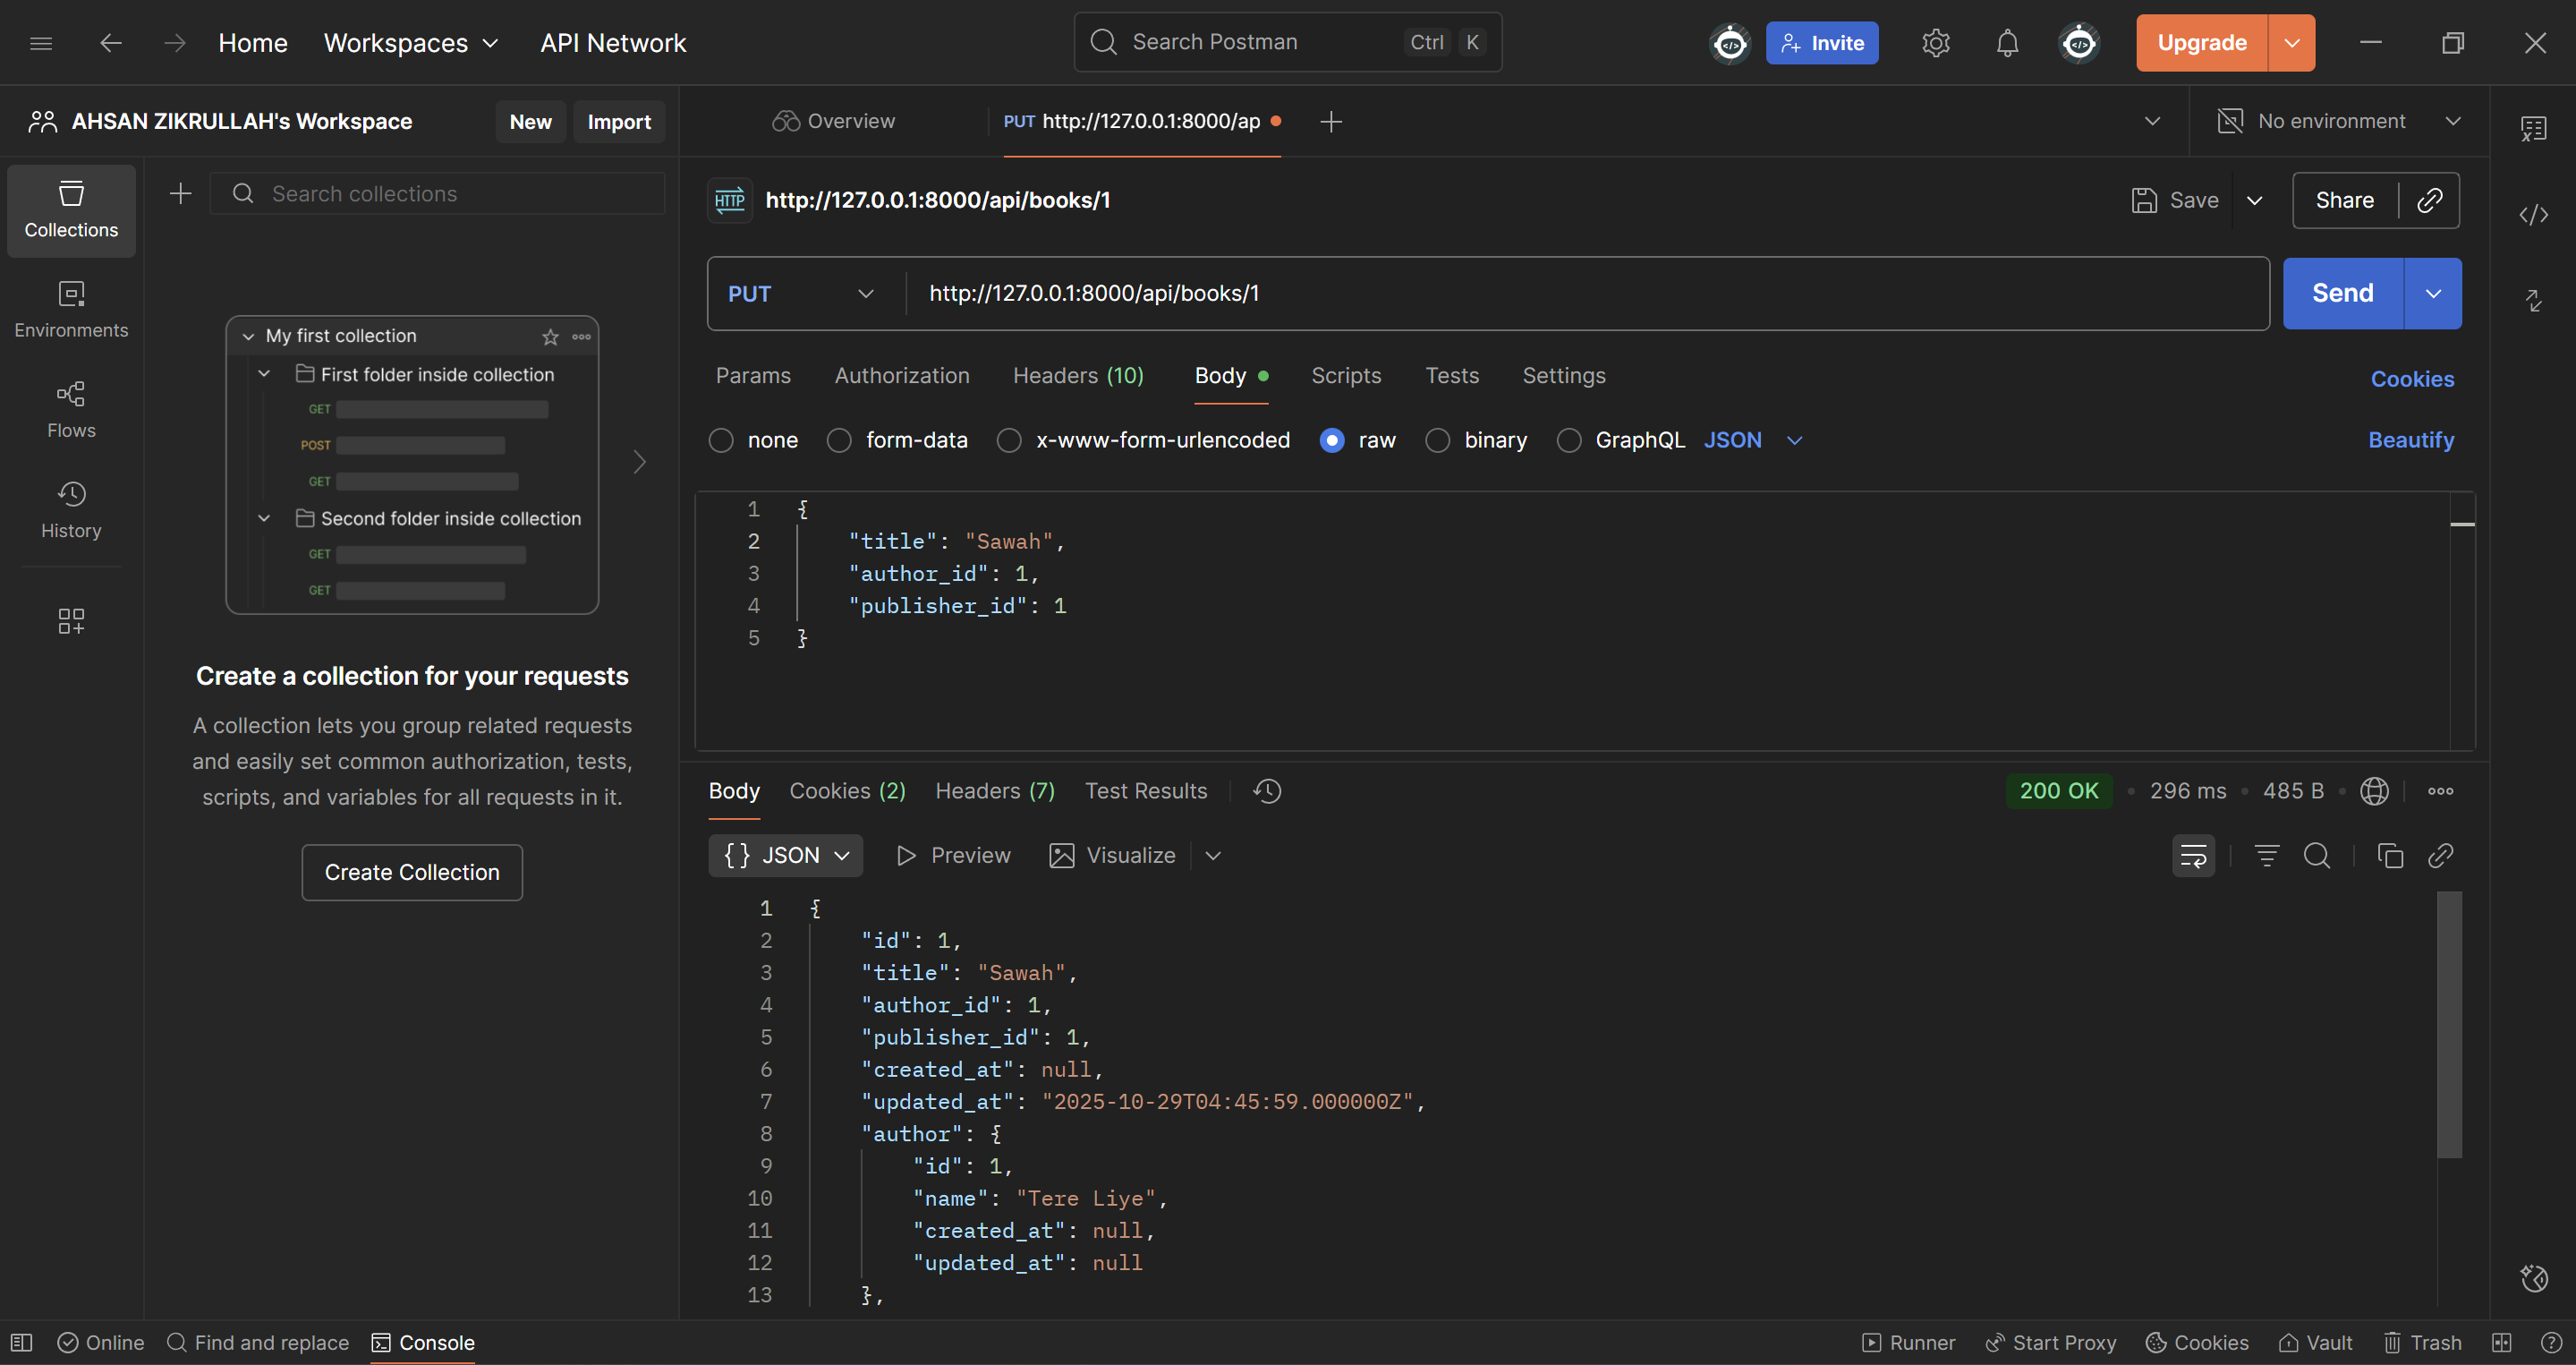 Home Workspaces API Network Search Postman Ctrl K Invite Upgrade
AHSAN ZIKRULLAH's Workspace New Import
Overview PUT http://127.0.0.1:8000/ap No environment
Collections
Environments
Flows
History
Search collections
My first collection
First folder inside collection
GET
POST
GET
Second folder inside collection
GET
GET
Create a collection for your requests
A collection lets you group related requests
and easily set common authorization, tests,
scripts, and variables for all requests in it.
Create Collection
HTTP http://127.0.0.1:8000/api/books/1 Save Share
PUT http://127.0.0.1:8000/api/books/1 Send
Params Authorization Headers (10) Body Scripts Tests Settings Cookies
none form-data x-www-form-urlencoded raw binary GraphQL JSON Beautify
1 {
2 "title": "Sawah",
3 "author_id": 1,
4 "publisher_id": 1
5 }
Body Cookies (2) Headers (7) Test Results 200 OK • 296 ms • 485 B •
{} JSON Preview Visualize
1 {
2 "id": 1,
3 "title": "Sawah",
4 "author_id": 1,
5 "publisher_id": 1,
6 "created_at": null,
7 "updated_at": "2025-10-29T04:45:59.000000Z",
8 "author": {
9 "id": 1,
10 "name": "Tere Liye",
11 "created_at": null,
12 "updated_at": null
13 },
Online Find and replace Console Runner Start Proxy Cookies Vault Trash